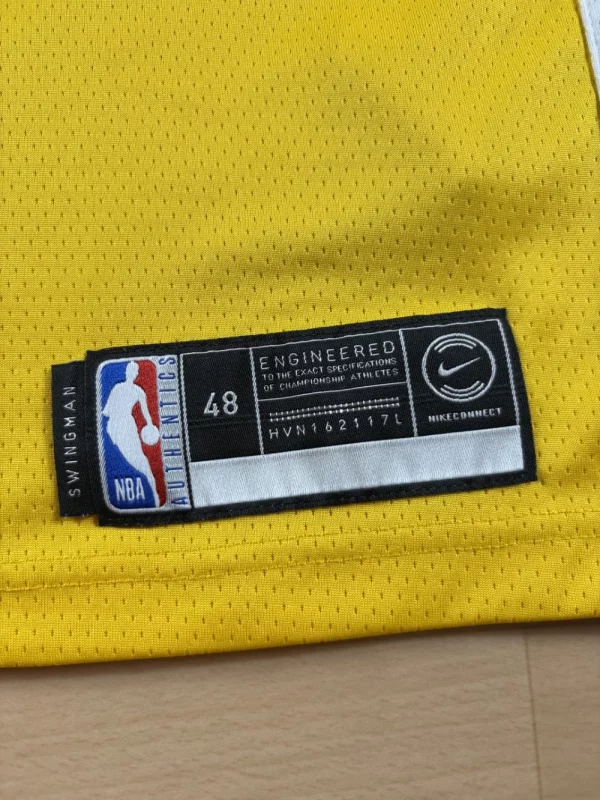 SWINGMAN
NBA
AUTHENTICS
48
ENGINEERED
TO THE EXACT SPECIFICATIONS
OF CHAMPIONSHIP ATHLETES
HVN162117L
NIKECONNECT